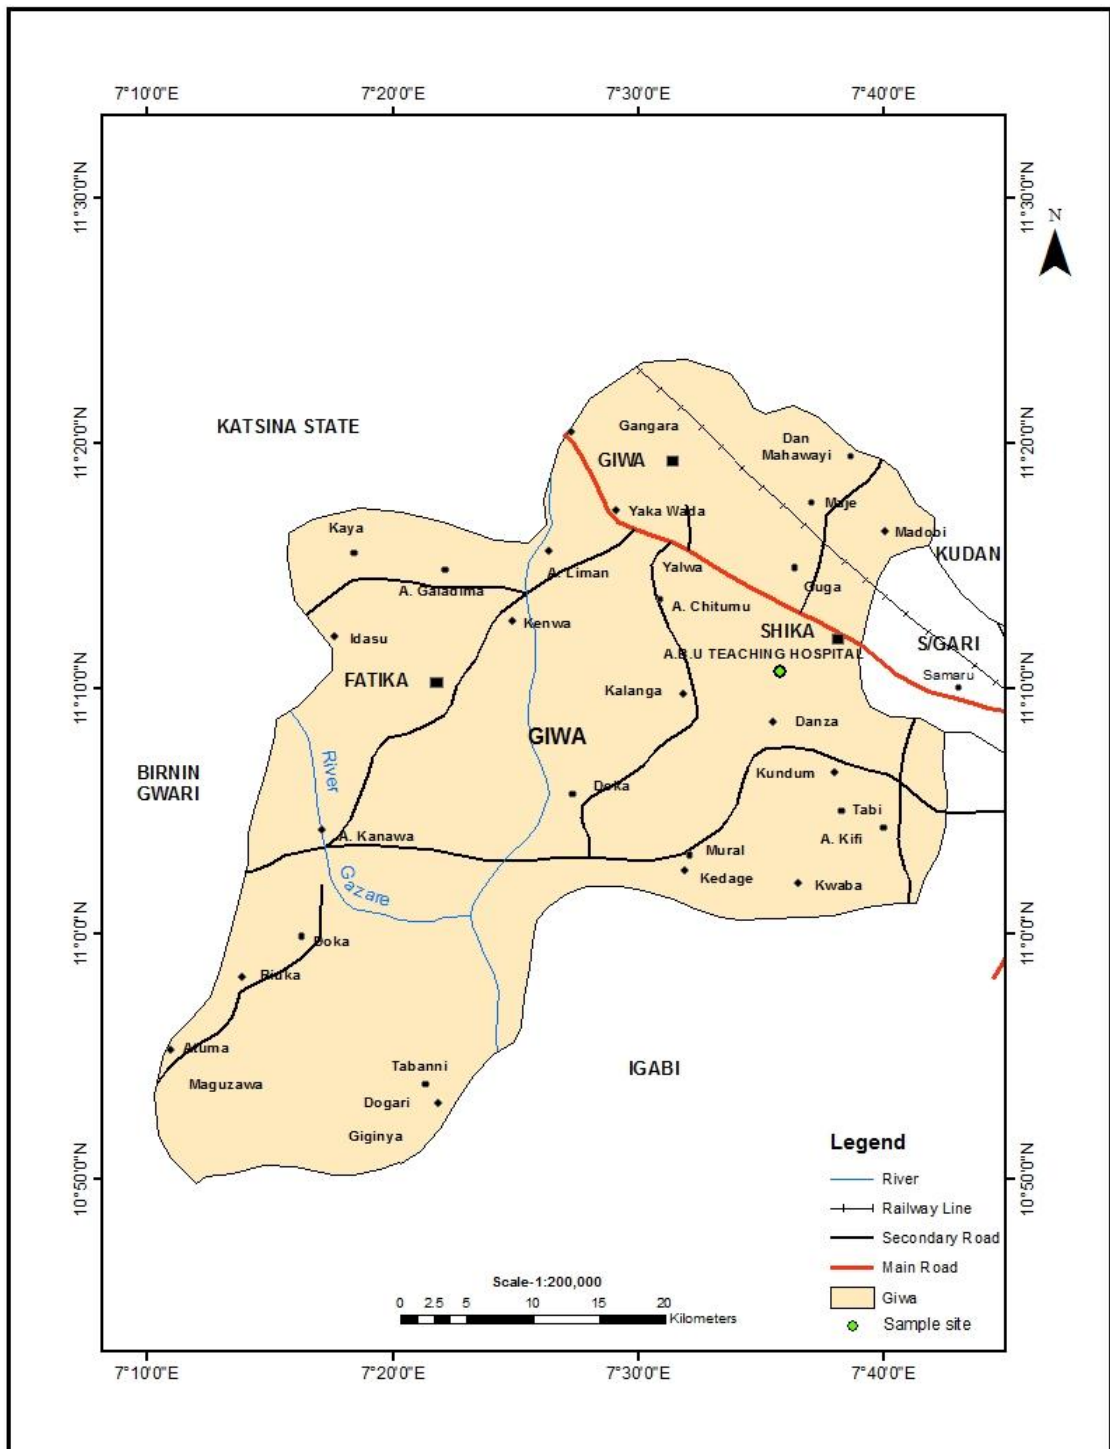 7°10'0"E
7°20'0"E
7°30'0"E
7°40'0"E
11°30'0"N
11°30'0"N
N
KATSINA STATE
Gangara
11°20'0"N
11°20'0"N
Dan
Mahawayi
GIWA
Maje
Yaka Wada
Kaya
Madobi
KUDAN
A. Liman
Yalwa
A. Galadima
Guga
A. Chitumu
Kenwa
SHIKA
Idasu
S/GARI
A.B.U TEACHING HOSPITAL
Samaru
FATIKA
Kalanga
11°10'0"N
11°10'0"N
Danza
GIWA
River
BIRNIN
GWARI
Kundum
Doka
Tabi
A. Kanawa
A. Kifi
Mural
Kedage
Kwaba
Gazare
11°0'0"N
11°0'0"N
Doka
Riuka
Atuma
IGABI
Tabanni
Maguzawa
Dogari
Giginya
Legend
10°50'0"N
10°50'0"N
River
Railway Line
Secondary Road
Main Road
Giwa
Sample site
Scale-1:200,000
0 2.5 5 10 15 20
Kilometers
7°10'0"E
7°20'0"E
7°30'0"E
7°40'0"E